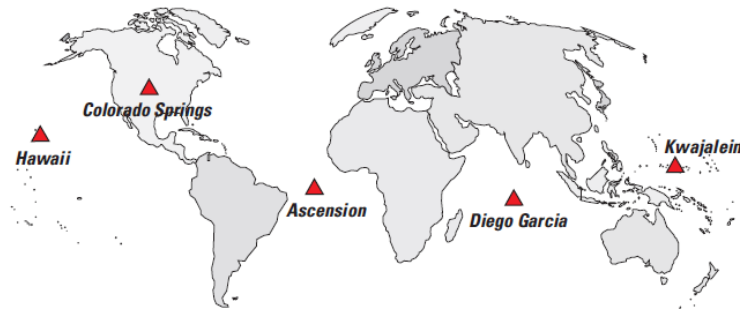 Colorado Springs
Hawaii
Kwajalein
Ascension
Diego Garcia